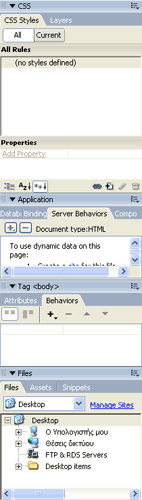 CSS
CSS Styles Layers
All Current
All Rules
(no styles defined)
Properties
Add Property
Application
Databa Binding Server Behaviors Compo
Document type:HTML
To use dynamic data on this
page:
Tag <body>
Attributes Behaviors
Files
Files Assets Snippets
Desktop Manage Sites
Desktop
Ο Υπολογιστής μου
Θέσεις δικτύου
FTP & RDS Servers
Desktop items